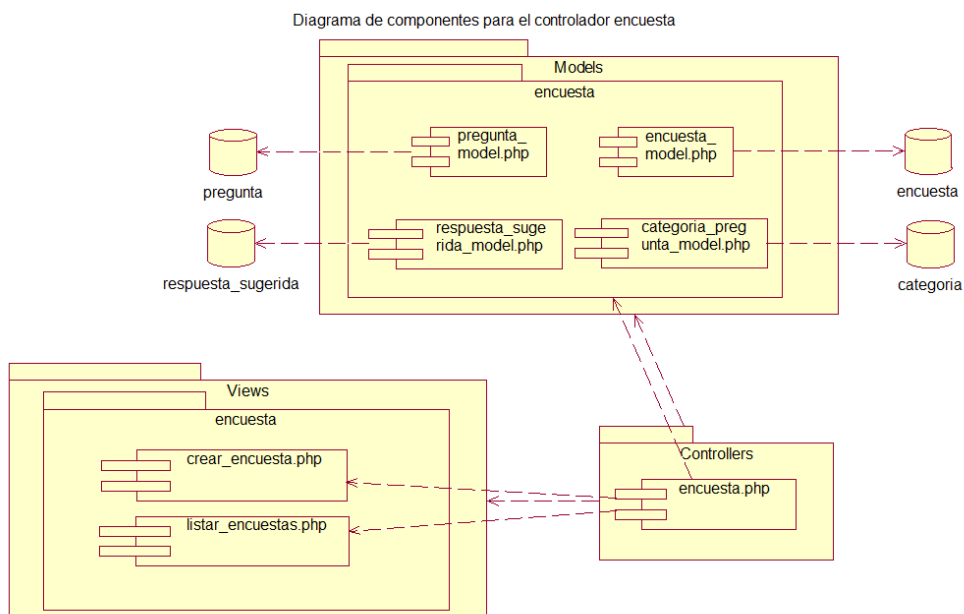 Diagrama de componentes para el controlador encuesta
Models
encuesta
pregunta_
model.php
encuesta_
model.php
pregunta
encuesta
respuesta_suge
rida_model.php
categoria_preg
unta_model.php
respuesta_sugerida
categoria
Views
encuesta
crear_encuesta.php
listar_encuestas.php
Controllers
encuesta.php